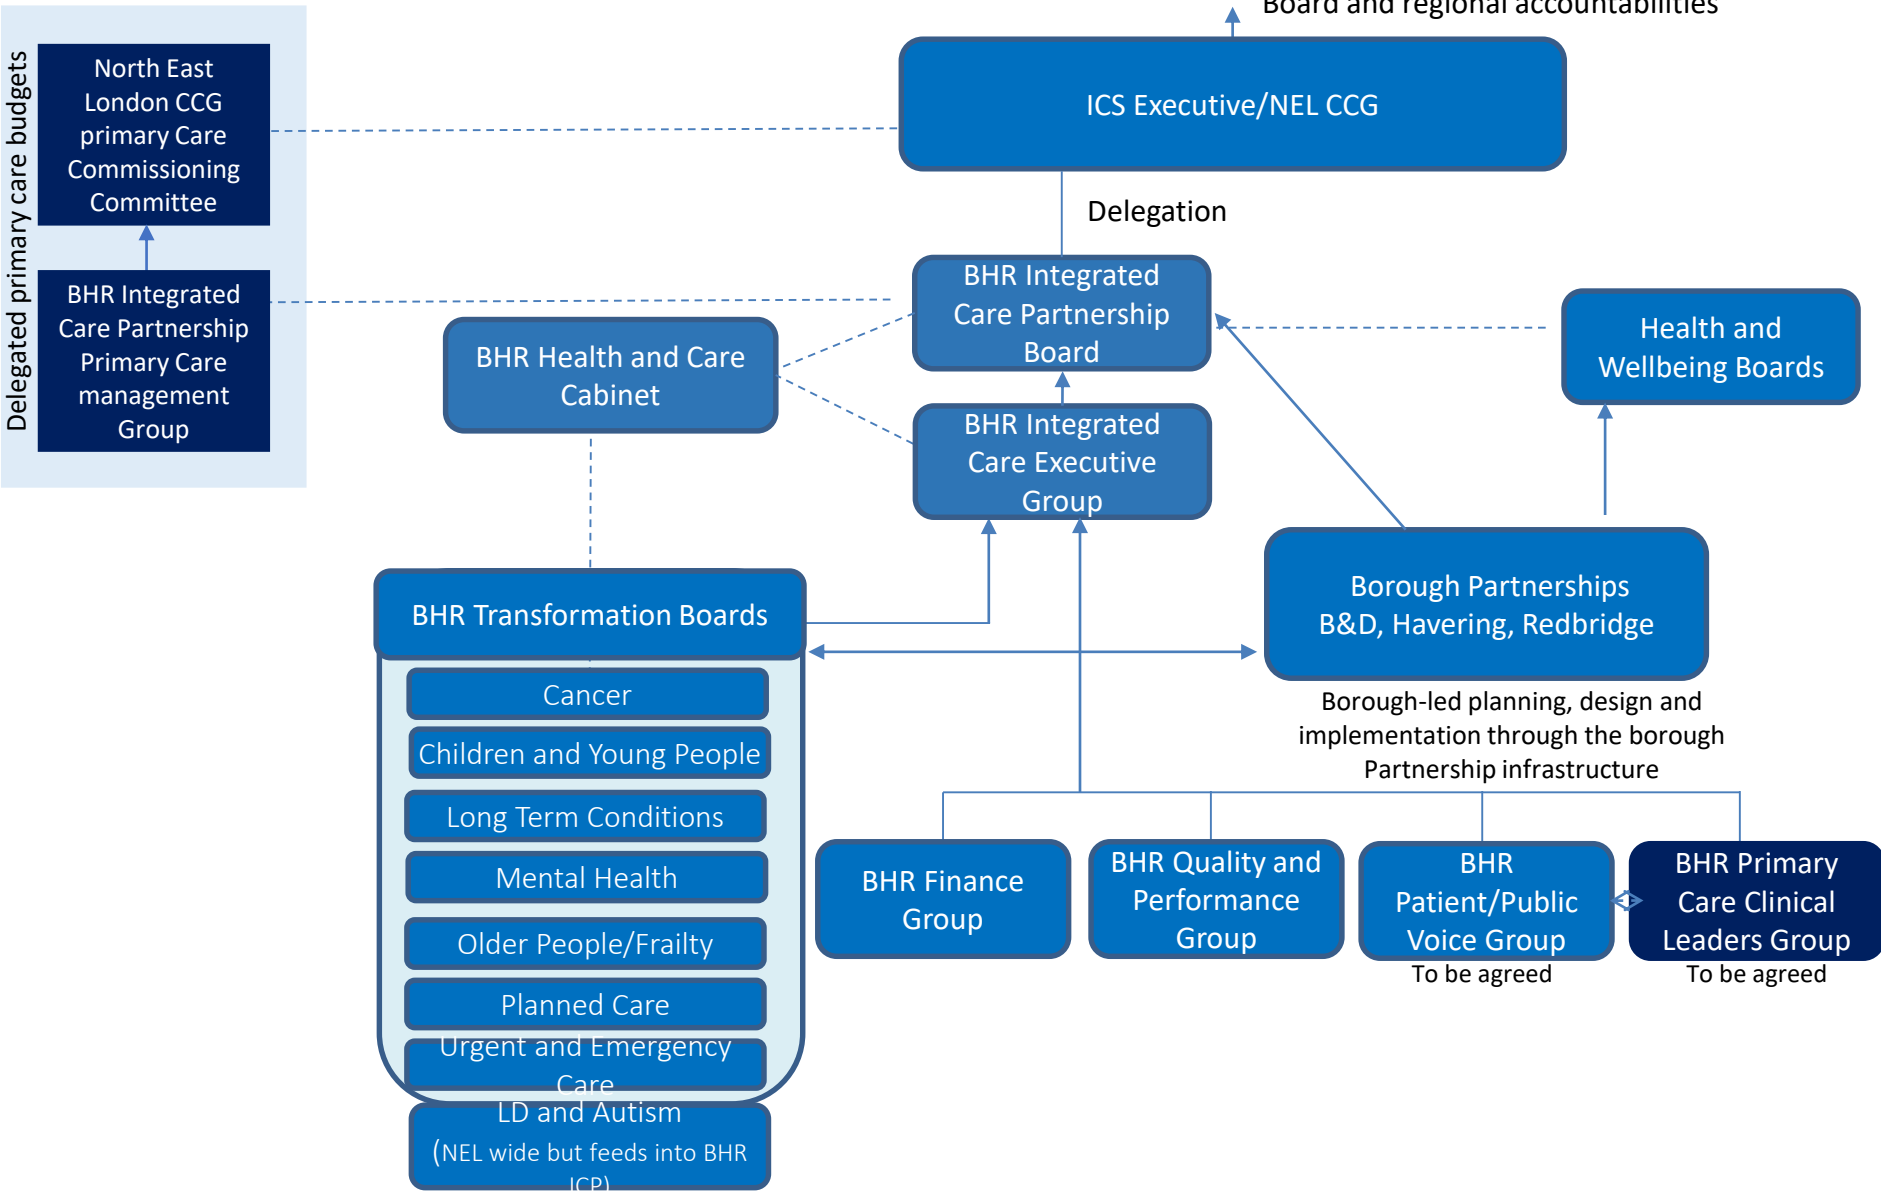 Board and regional accountabilities
Delegated primary care budgets
North East
London CCG
primary Care
Commissioning
Committee
BHR Integrated
Care Partnership
Primary Care
management
Group
ICS Executive/NEL CCG
Delegation
BHR Integrated
Care Partnership
Board
Health and
Wellbeing Boards
BHR Health and Care
Cabinet
BHR Integrated
Care Executive
Group
BHR Transformation Boards
Cancer
Children and Young People
Long Term Conditions
Mental Health
Older People/Frailty
Planned Care
Urgent and Emergency
Care
LD and Autism
(NEL wide but feeds into BHR
ICP)
Borough Partnerships
B&D, Havering, Redbridge
Borough-led planning, design and
implementation through the borough
Partnership infrastructure
BHR Finance
Group
BHR Quality and
Performance
Group
BHR
Patient/Public
Voice Group
To be agreed
BHR Primary
Care Clinical
Leaders Group
To be agreed